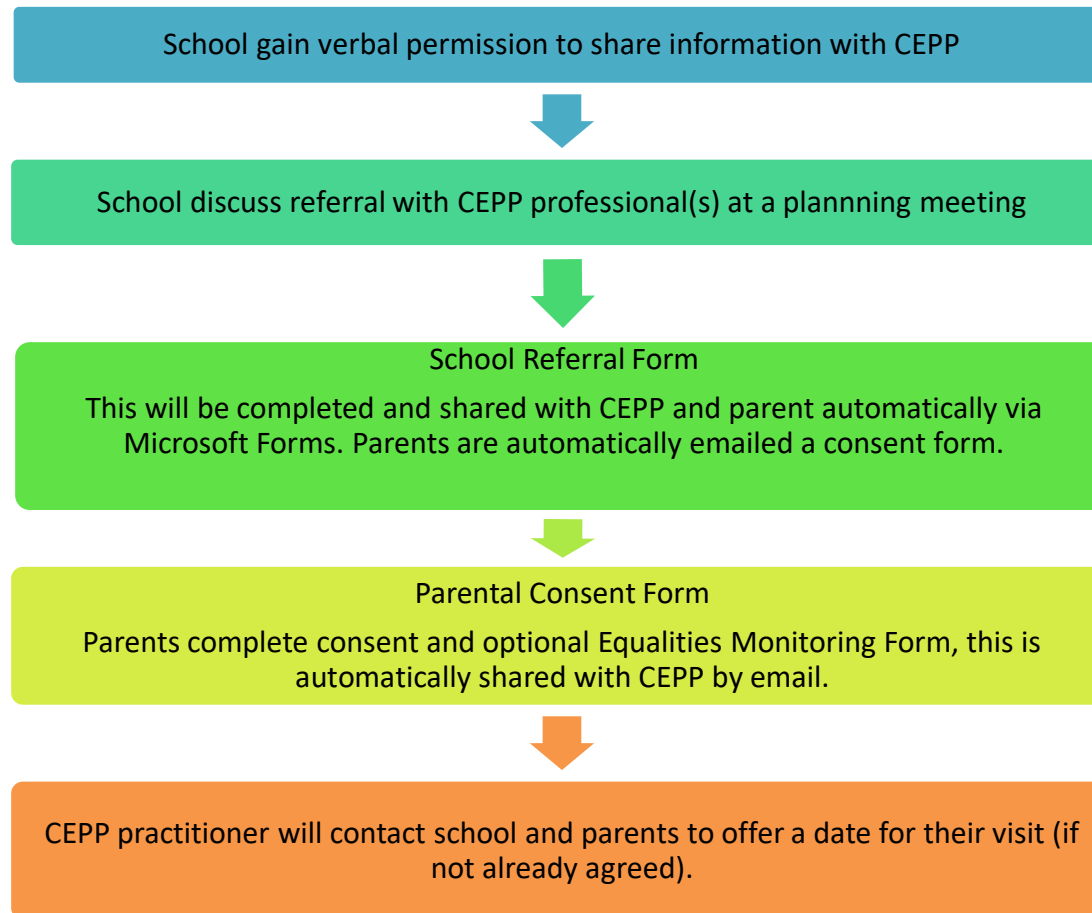 School gain verbal permission to share information with CEPP
School discuss referral with CEPP professional(s) at a plannning meeting
School Referral Form
This will be completed and shared with CEPP and parent automatically via
Microsoft Forms. Parents are automatically emailed a consent form.
Parental Consent Form
Parents complete consent and optional Equalities Monitoring Form, this is
automatically shared with CEPP by email.
CEPP practitioner will contact school and parents to offer a date for their visit (if
not already agreed).